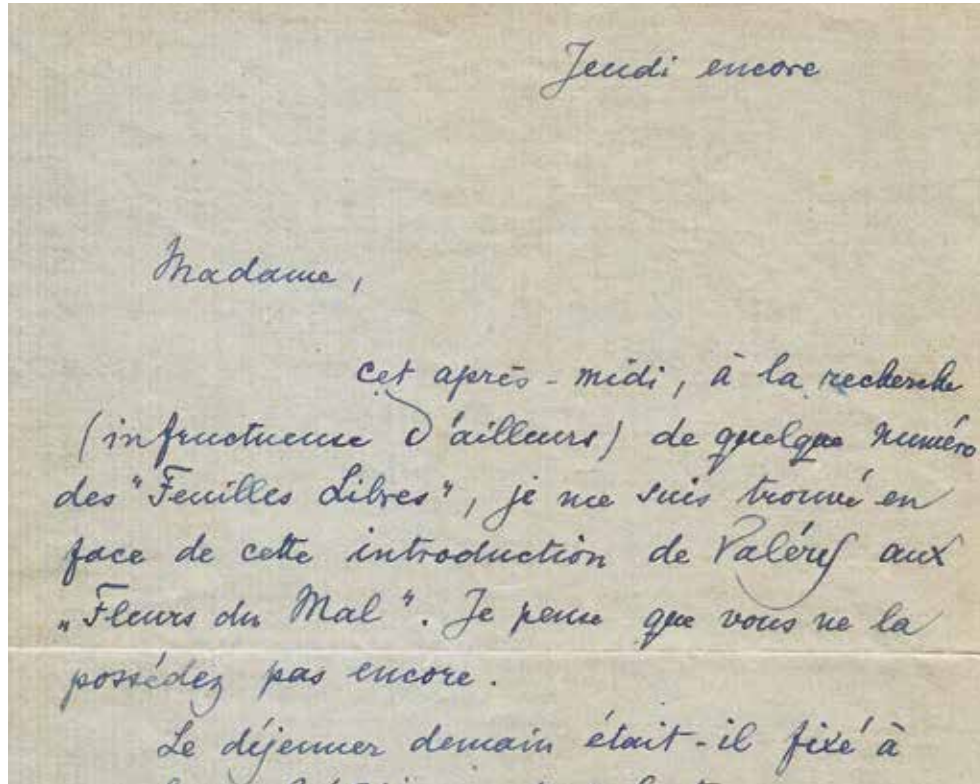 Jeudi encore
Madame,
cet après-midi, à la recherche
(infructueuse d'ailleurs) de quelque numéro
des "Feuilles Libres", je me suis trouvé en
face de cette introduction de Valéry aux
„Fleurs du Mal". Je pense que vous ne la
possédez pas encore.
Le déjeuner demain était-il fixé à